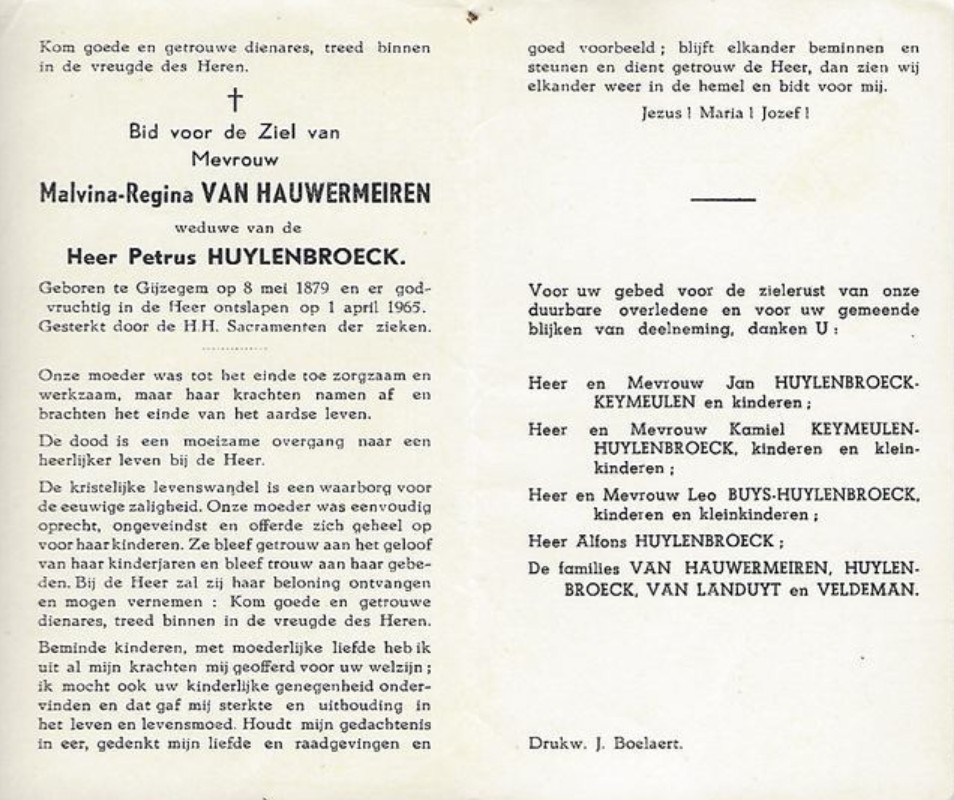 Kom goede en getrouwe dienares, treed binnen
in de vreugde des Heren.
†
Bid voor de Ziel van
Mevrouw
Malvina-Regina VAN HAUWERMEIREN
weduwe van de
Heer Petrus HUYLENBROECK.
Geboren te Gijzegem op 8 mei 1879 en er god-
vruchtig in de Heer ontslapen op 1 april 1965.
Gesterkt door de H.H. Sacramenten der zieken.
Onze moeder was tot het einde toe zorgzaam en
werkzaam, maar haar krachten namen af en
brachten het einde van het aardse leven.
De dood is een moeizame overgang naar een
heerlijker leven bij de Heer.
De kristelijke levenswandel is een waarborg voor
de eeuwige zaligheid. Onze moeder was eenvoudig
oprecht, ongeveindst en offerde zich geheel op
voor haar kinderen. Ze bleef getrouw aan het geloof
van haar kinderjaren en bleef trouw aan haar gebe-
den. Bij de Heer zal zij haar beloning ontvangen
en mogen vernemen : Kom goede en getrouwe
dienares, treed binnen in de vreugde des Heren.
Beminde kinderen, met moederlijke liefde heb ik
uit al mijn krachten mij geofferd voor uw welzijn ;
ik mocht ook uw kinderlijke genegenheid onder-
vinden en dat gaf mij sterkte en uithouding in
het leven en levensmoed. Houdt mijn gedachtenis
in eer, gedenkt mijn liefde en raadgevingen en
goed voorbeeld ; blijft elkander beminnen en
steunen en dient getrouw de Heer, dan zien wij
elkander weer in de hemel en bidt voor mij.
Jezus ! Maria ! Jozef !
Voor uw gebed voor de zielerust van onze
duurbare overledene en voor uw gemeende
blijken van deelneming, danken U :
Heer en Mevrouw Jan HUYLENBROECK-
KEYMEULEN en kinderen ;
Heer en Mevrouw Kamiel KEYMEULEN-
HUYLENBROECK, kinderen en klein-
kinderen ;
Heer en Mevrouw Leo BUYS-HUYLENBROECK,
kinderen en kleinkinderen ;
Heer Alfons HUYLENBROECK ;
De families VAN HAUWERMEIREN, HUYLEN-
BROECK, VAN LANDUYT en VELDEMAN.
Drukw. J. Boelaert.